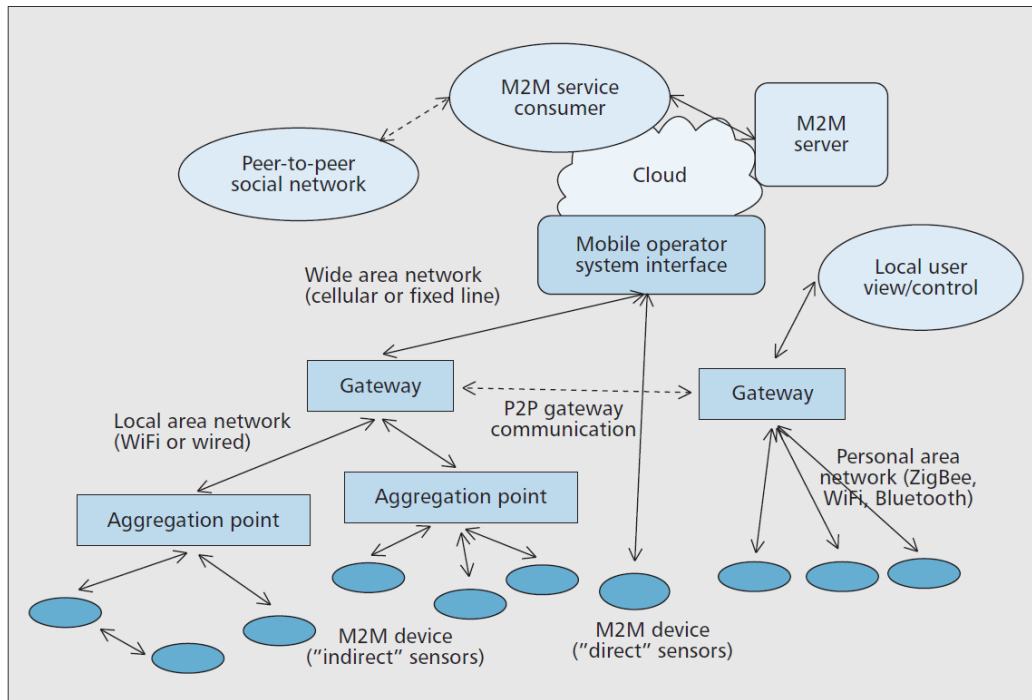 M2M service
consumer
M2M
server
Peer-to-peer
social network
Cloud
Mobile operator
system interface
Local user
view/control
Wide area network
(cellular or fixed line)
Gateway
Gateway
P2P gateway
communication
Local area network
(WiFi or wired)
Personal area
network (ZigBee,
WiFi, Bluetooth)
Aggregation point
Aggregation point
M2M device
("indirect" sensors)
M2M device
("direct" sensors)